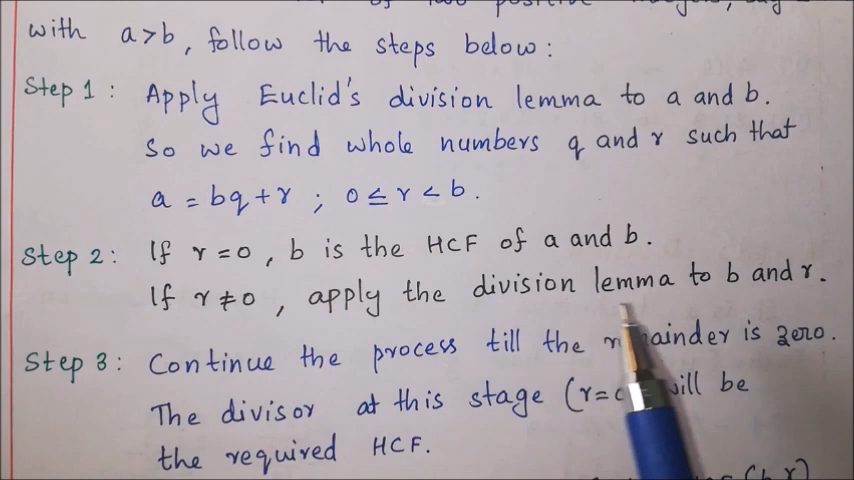 of two positive
with a>b, follow the steps below:
Step 1: Apply Euclid's division lemma to a and b.
So we find whole numbers q and r such that
a = bq + r ; 0 ≤ r < b.
Step 2: If r = 0, b is the HCF of a and b.
If r ≠ 0, apply the division lemma to b and r.
Step 3: Continue the process till the remainder is zero.
The divisor at this stage (r= will be
the required HCF.